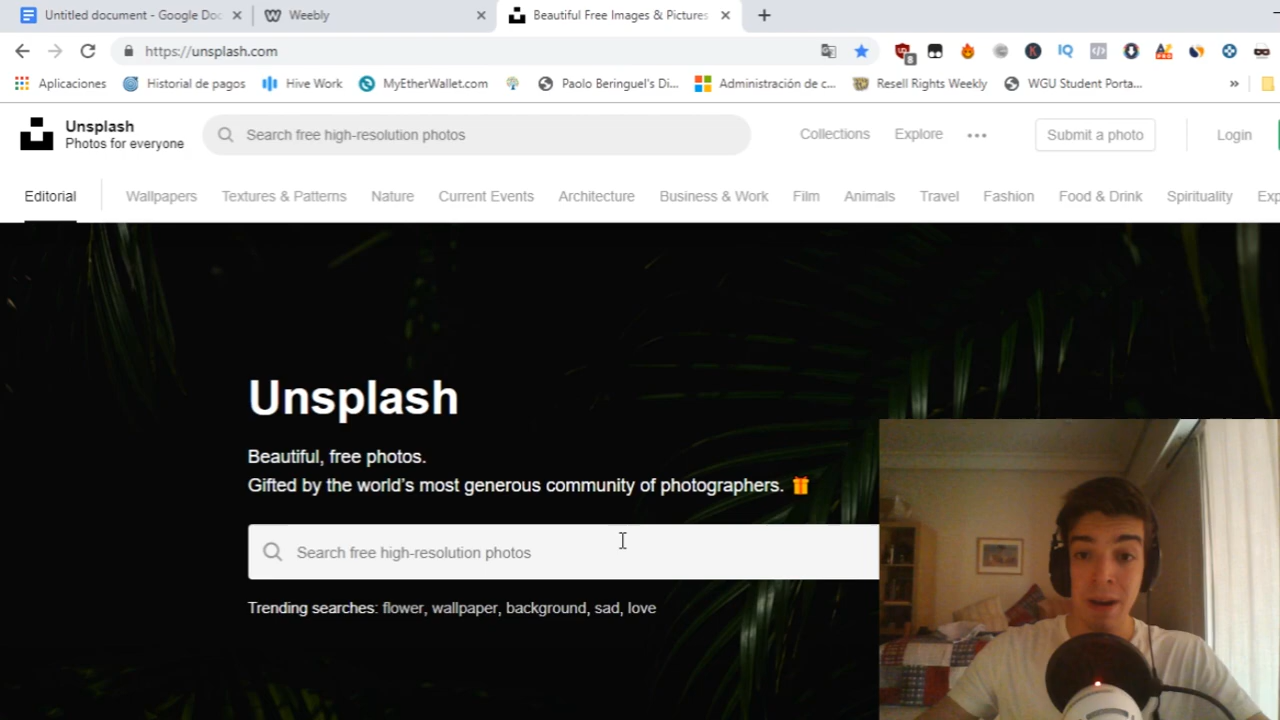 Untitled document - Google Doc
Weebly
Beautiful Free Images & Pictures
https://unsplash.com
8
IQ
Aplicaciones
Historial de pagos
Hive Work
MyEtherWallet.com
Paolo Beringuel's Di...
Administración de c...
Resell Rights Weekly
WGU Student Porta...
»
Unsplash
Photos for everyone
Search free high-resolution photos
Collections
Explore
Submit a photo
Login
Editorial
Wallpapers
Textures & Patterns
Nature
Current Events
Architecture
Business & Work
Film
Animals
Travel
Fashion
Food & Drink
Spirituality
Exp
Unsplash
Beautiful, free photos.
Gifted by the world's most generous community of photographers. 🎁
Search free high-resolution photos
Trending searches: flower, wallpaper, background, sad, love